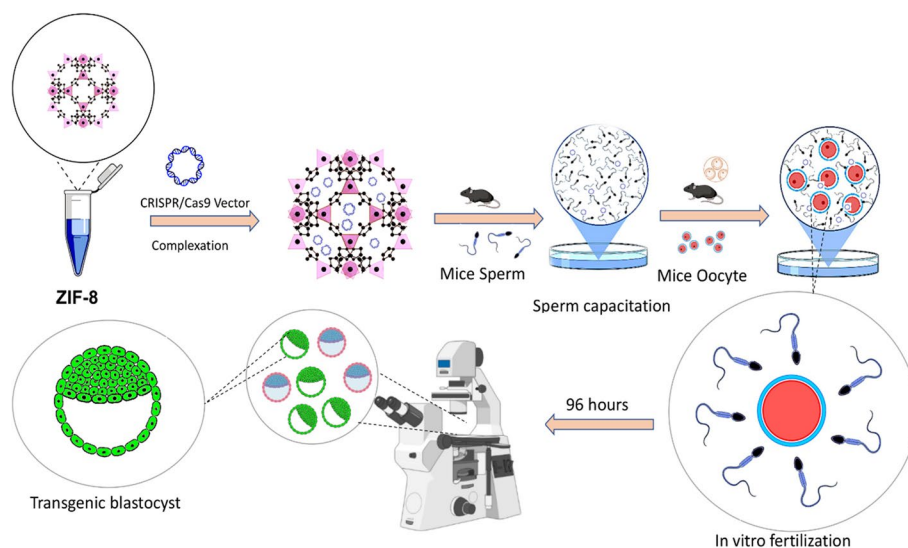 CRISPR/Cas9 Vector
Complexation
ZIF-8
Mice Sperm
Sperm capacitation
Mice Oocyte
96 hours
Transgenic blastocyst
In vitro fertilization